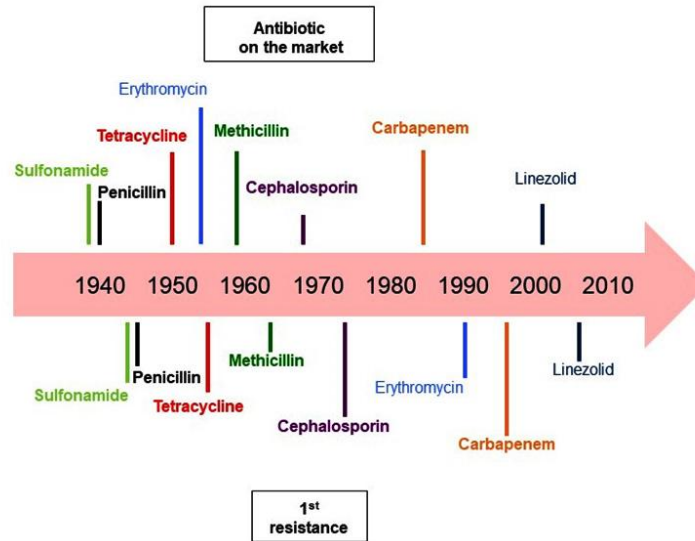 Antibiotic
on the market
Erythromycin
Tetracycline
Methicillin
Carbapenem
Sulfonamide
Penicillin
Cephalosporin
Linezolid
1940 1950 1960 1970 1980 1990 2000 2010
Methicillin
Penicillin
Linezolid
Sulfonamide
Tetracycline
Erythromycin
Cephalosporin
Carbapenem
1st
resistance